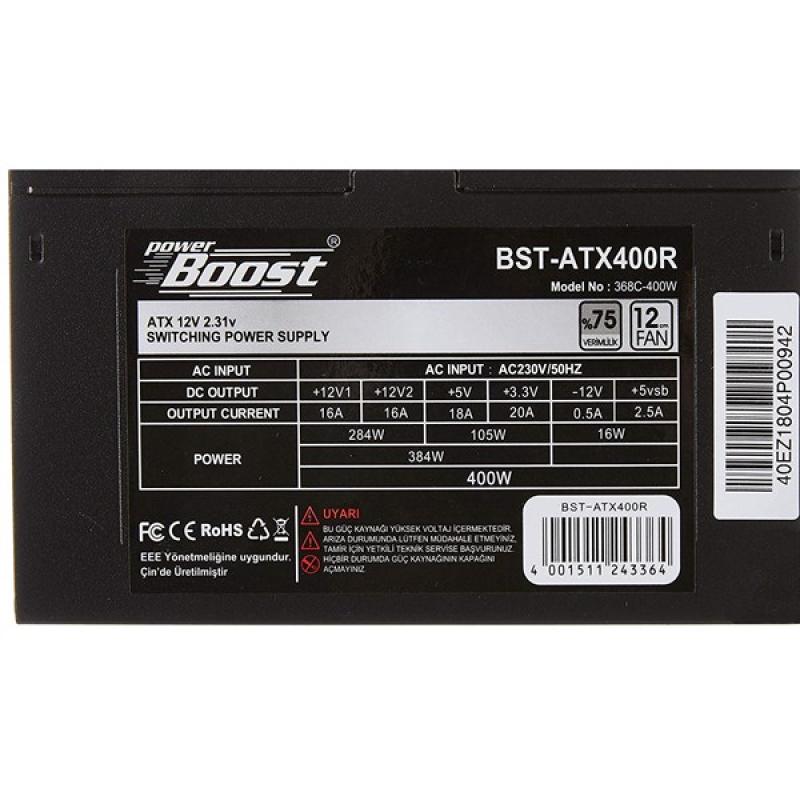 power Boost ®
BST-ATX400R
Model No : 368C-400W
ATX 12V 2.31v
SWITCHING POWER SUPPLY
%75
VERİMLİLİK
12cm
FAN
AC INPUT AC INPUT : AC230V/50HZ
DC OUTPUT +12V1 +12V2 +5V +3.3V -12V +5vsb
OUTPUT CURRENT 16A 16A 18A 20A 0.5A 2.5A
POWER
284W 105W 16W
384W
400W
FC CE RoHS
EEE Yönetmeliğine uygundur.
Çin'de Üretilmiştir
UYARI
BU GÜÇ KAYNAĞI YÜKSEK VOLTAJ İÇERMEKTEDİR.
ARIZA DURUMUNDA LÜTFEN MÜDAHALE ETMEYİNİZ,
TAMİR İÇİN YETKİLİ TEKNİK SERVİSE BAŞVURUNUZ.
HİÇBİR DURUMDA GÜÇ KAYNAĞININ KAPAĞINI
AÇMAYINIZ.
BST-ATX400R
4 001511 243364
40EZ1804P00942